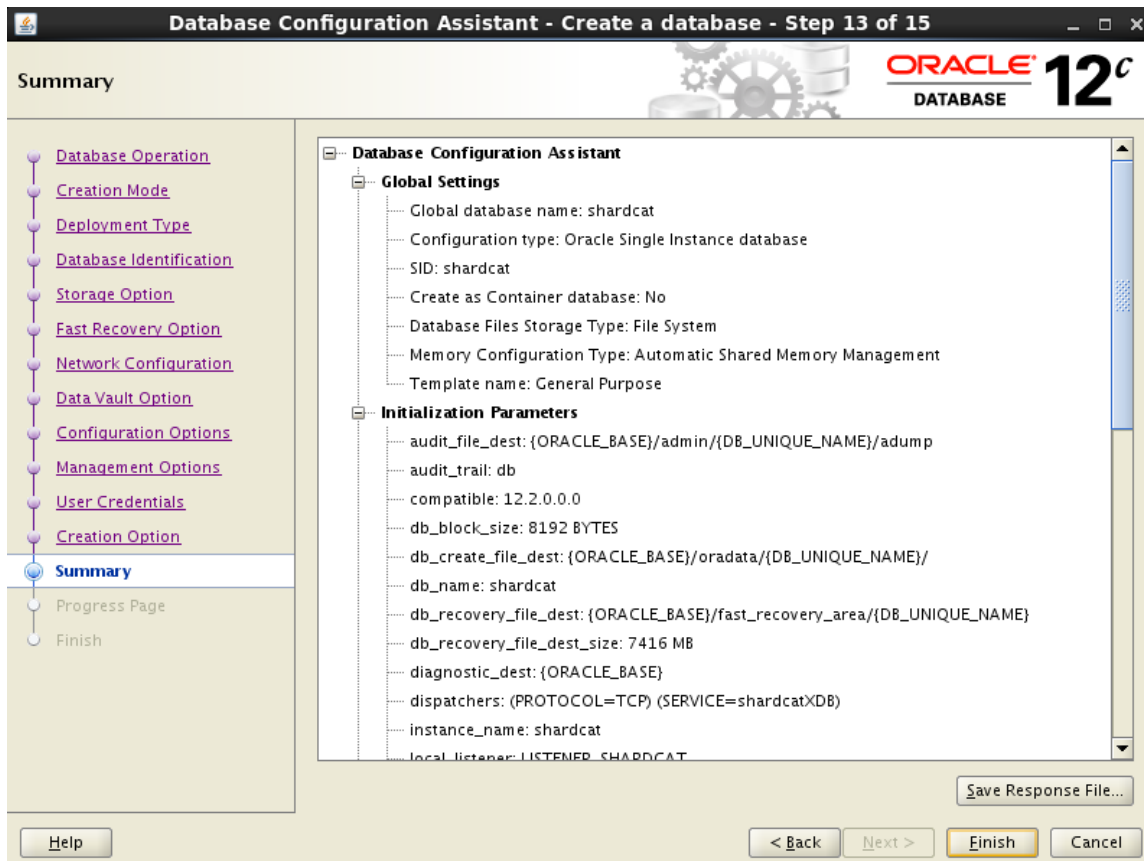 Database Configuration Assistant - Create a database - Step 13 of 15
Summary
ORACLE
DATABASE
12c
Database Operation
Creation Mode
Deployment Type
Database Identification
Storage Option
Fast Recovery Option
Network Configuration
Data Vault Option
Configuration Options
Management Options
User Credentials
Creation Option
Summary
Progress Page
Finish
Database Configuration Assistant
Global Settings
Global database name: shardcat
Configuration type: Oracle Single Instance database
SID: shardcat
Create as Container database: No
Database Files Storage Type: File System
Memory Configuration Type: Automatic Shared Memory Management
Template name: General Purpose
Initialization Parameters
audit_file_dest: {ORACLE_BASE}/admin/{DB_UNIQUE_NAME}/adump
audit_trail: db
compatible: 12.2.0.0.0
db_block_size: 8192 BYTES
db_create_file_dest: {ORACLE_BASE}/oradata/{DB_UNIQUE_NAME}/
db_name: shardcat
db_recovery_file_dest: {ORACLE_BASE}/fast_recovery_area/{DB_UNIQUE_NAME}
db_recovery_file_dest_size: 7416 MB
diagnostic_dest: {ORACLE_BASE}
dispatchers: (PROTOCOL=TCP) (SERVICE=shardcatXDB)
instance_name: shardcat
local_listener: LISTENER_SHARDCAT
Save Response File...
Help
< Back
Next >
Finish
Cancel